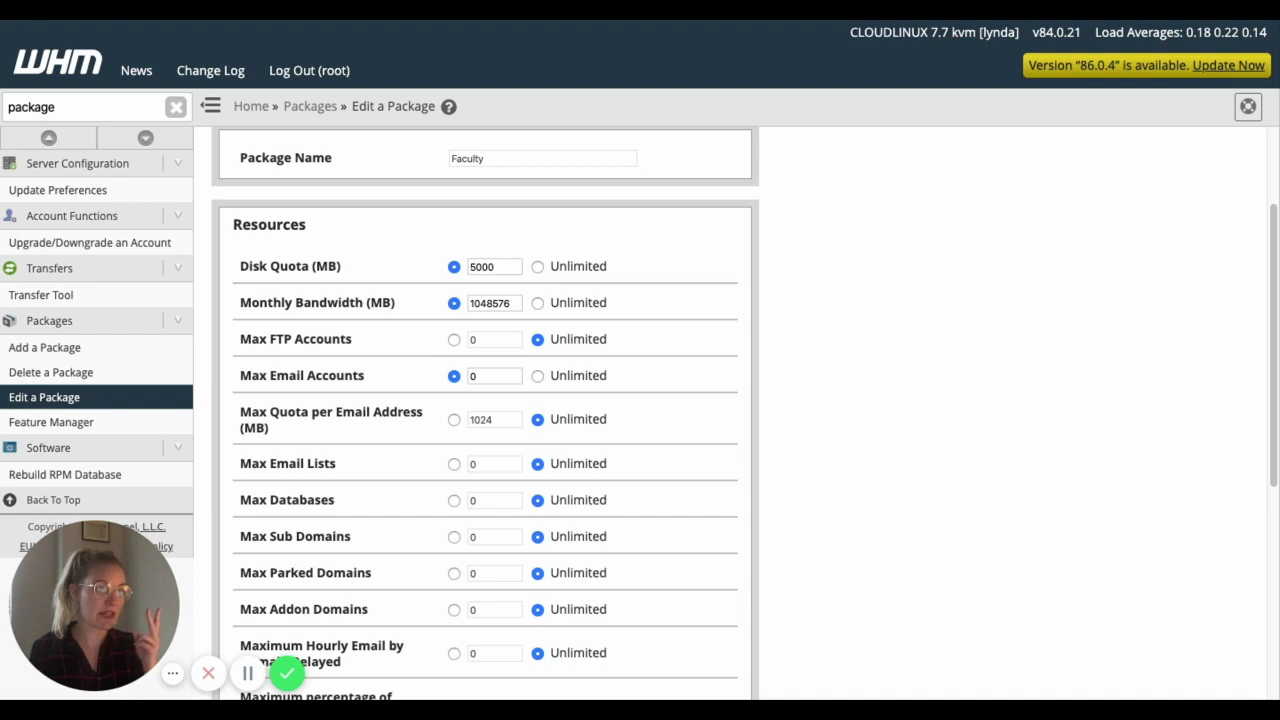 CLOUDLINUX 7.7 kvm [lynda] v84.0.21 Load Averages: 0.18 0.22 0.14
WHM News Change Log Log Out (root)
Version “86.0.4” is available. Update Now
package
Home » Packages » Edit a Package
Server Configuration
Update Preferences
Account Functions
Upgrade/Downgrade an Account
Transfers
Transfer Tool
Packages
Add a Package
Delete a Package
Edit a Package
Feature Manager
Software
Rebuild RPM Database
Back To Top
L.L.C.
Package Name Faculty
Resources
Disk Quota (MB) 5000 Unlimited
Monthly Bandwidth (MB) 1048576 Unlimited
Max FTP Accounts 0 Unlimited
Max Email Accounts 0 Unlimited
Max Quota per Email Address
(MB) 1024 Unlimited
Max Email Lists 0 Unlimited
Max Databases 0 Unlimited
Max Sub Domains 0 Unlimited
Max Parked Domains 0 Unlimited
Max Addon Domains 0 Unlimited
Maximum Hourly Email by
0 Unlimited
Maximum percentage of